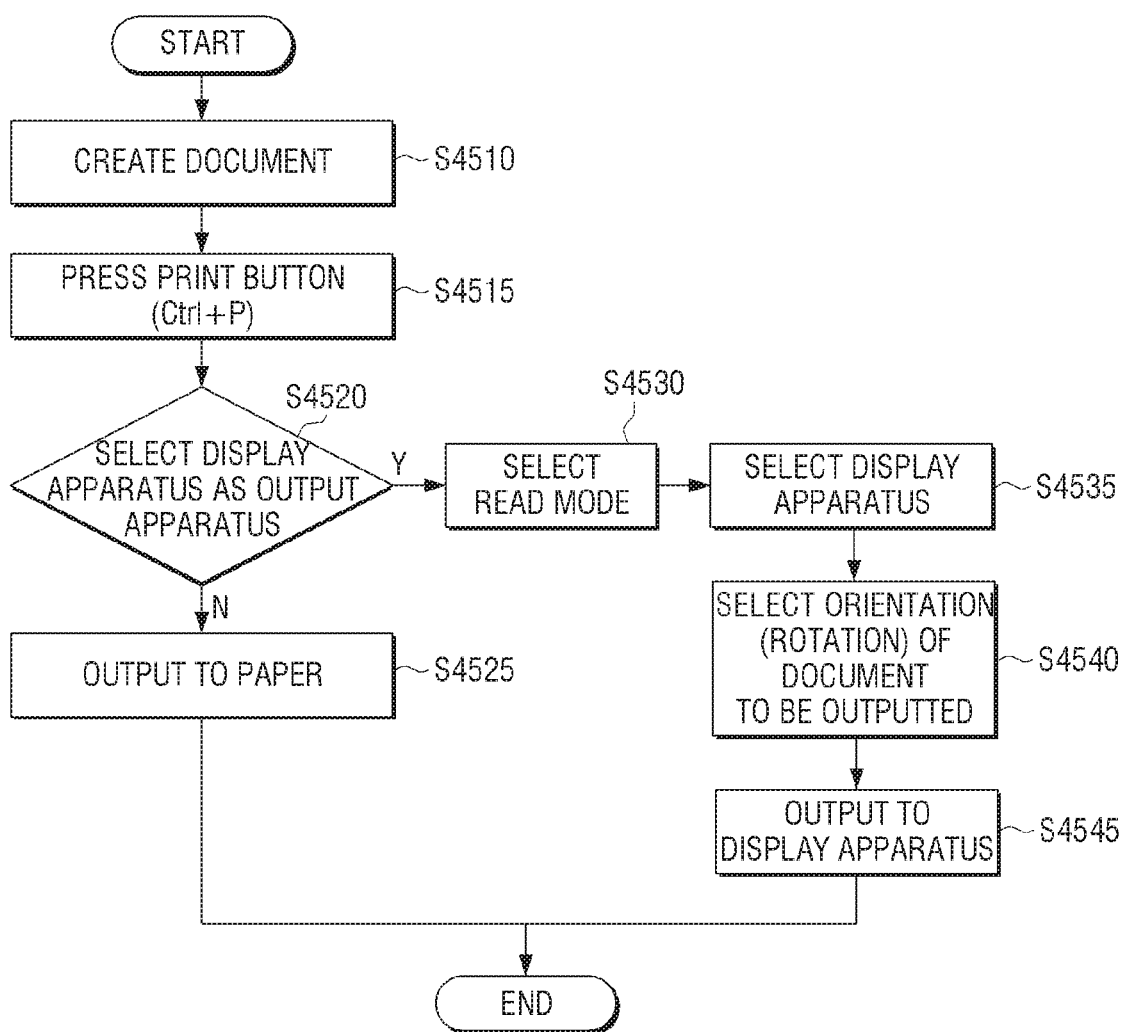 START
CREATE DOCUMENT
S4510
PRESS PRINT BUTTON
(Ctrl+P)
S4515
S4520
SELECT DISPLAY
APPARATUS AS OUTPUT
APPARATUS
Y
N
S4530
SELECT
READ MODE
SELECT DISPLAY
APPARATUS
S4535
SELECT ORIENTATION
(ROTATION) OF
DOCUMENT
TO BE OUTPUTTED
S4540
OUTPUT TO PAPER
S4525
OUTPUT TO
DISPLAY APPARATUS
S4545
END